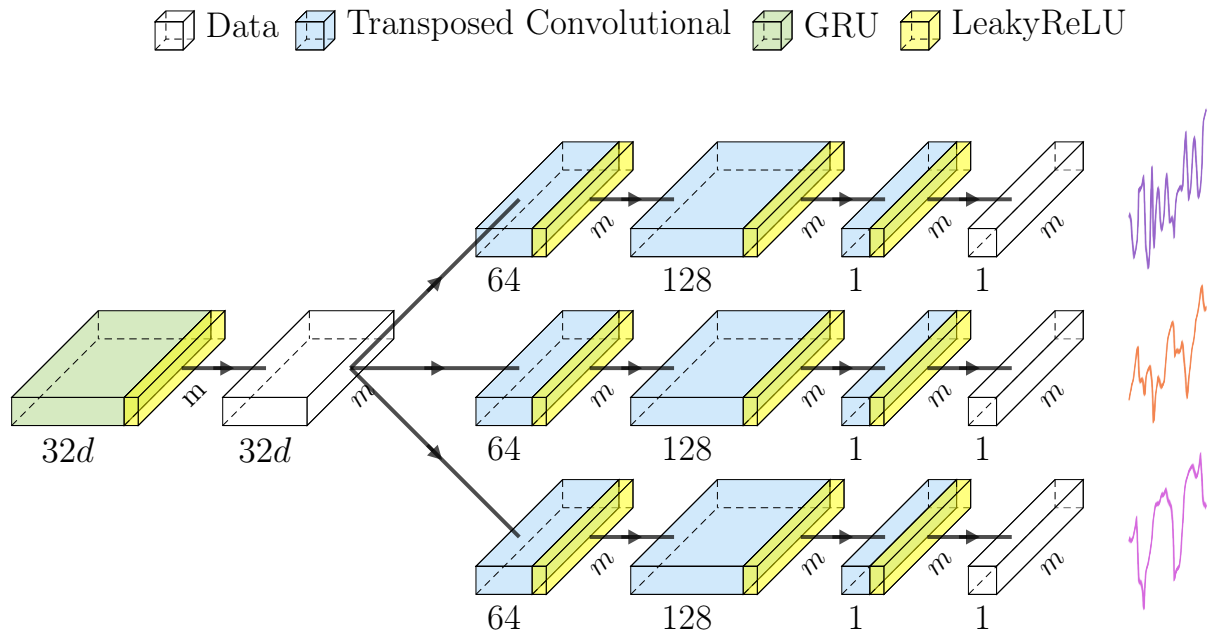 Data Transposed Convolutional GRU LeakyReLU
m m m m
64 128 1 1
m m m m m m
32d 32d 64 128 1 1
m m m m
64 128 1 1